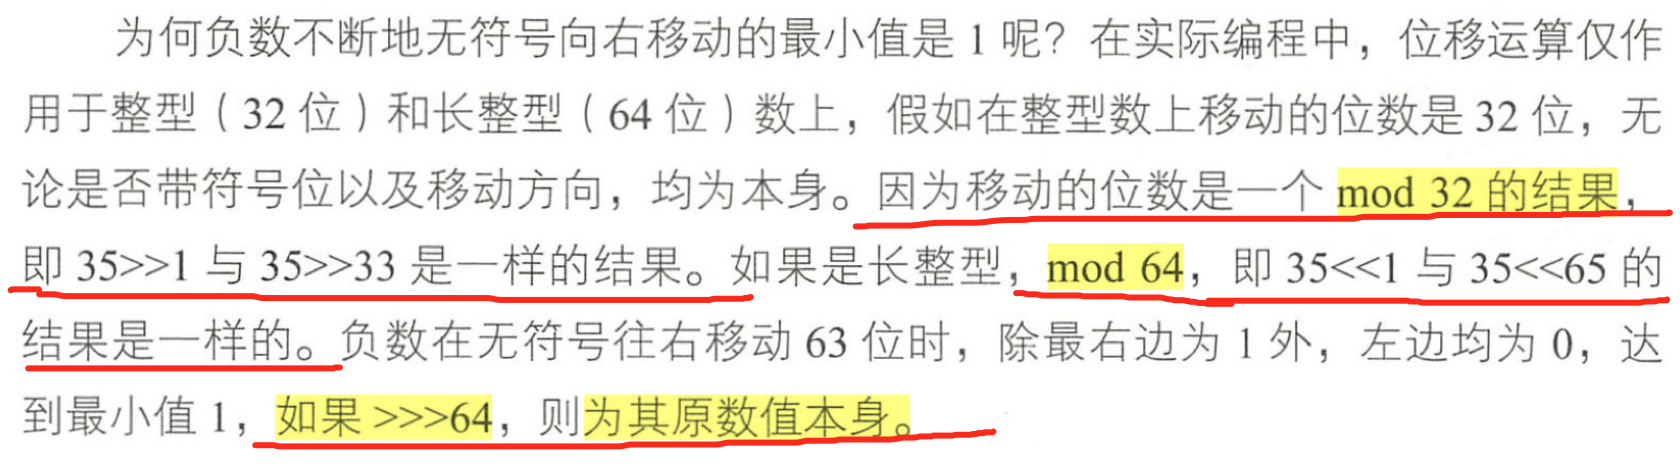 为何负数不断地无符号向右移动的最小值是 1 呢？在实际编程中，位移运算仅作
用于整型（32 位）和长整型（64 位）数上，假如在整型数上移动的位数是 32 位，无
论是否带符号位以及移动方向，均为本身。因为移动的位数是一个 mod 32 的结果，
即 35>>1 与 35>>33 是一样的结果。如果是长整型，mod 64，即 35<<1 与 35<<65 的
结果是一样的。负数在无符号往右移动 63 位时，除最右边为 1 外，左边均为 0，达
到最小值 1，如果 >>>64，则为其原数值本身。